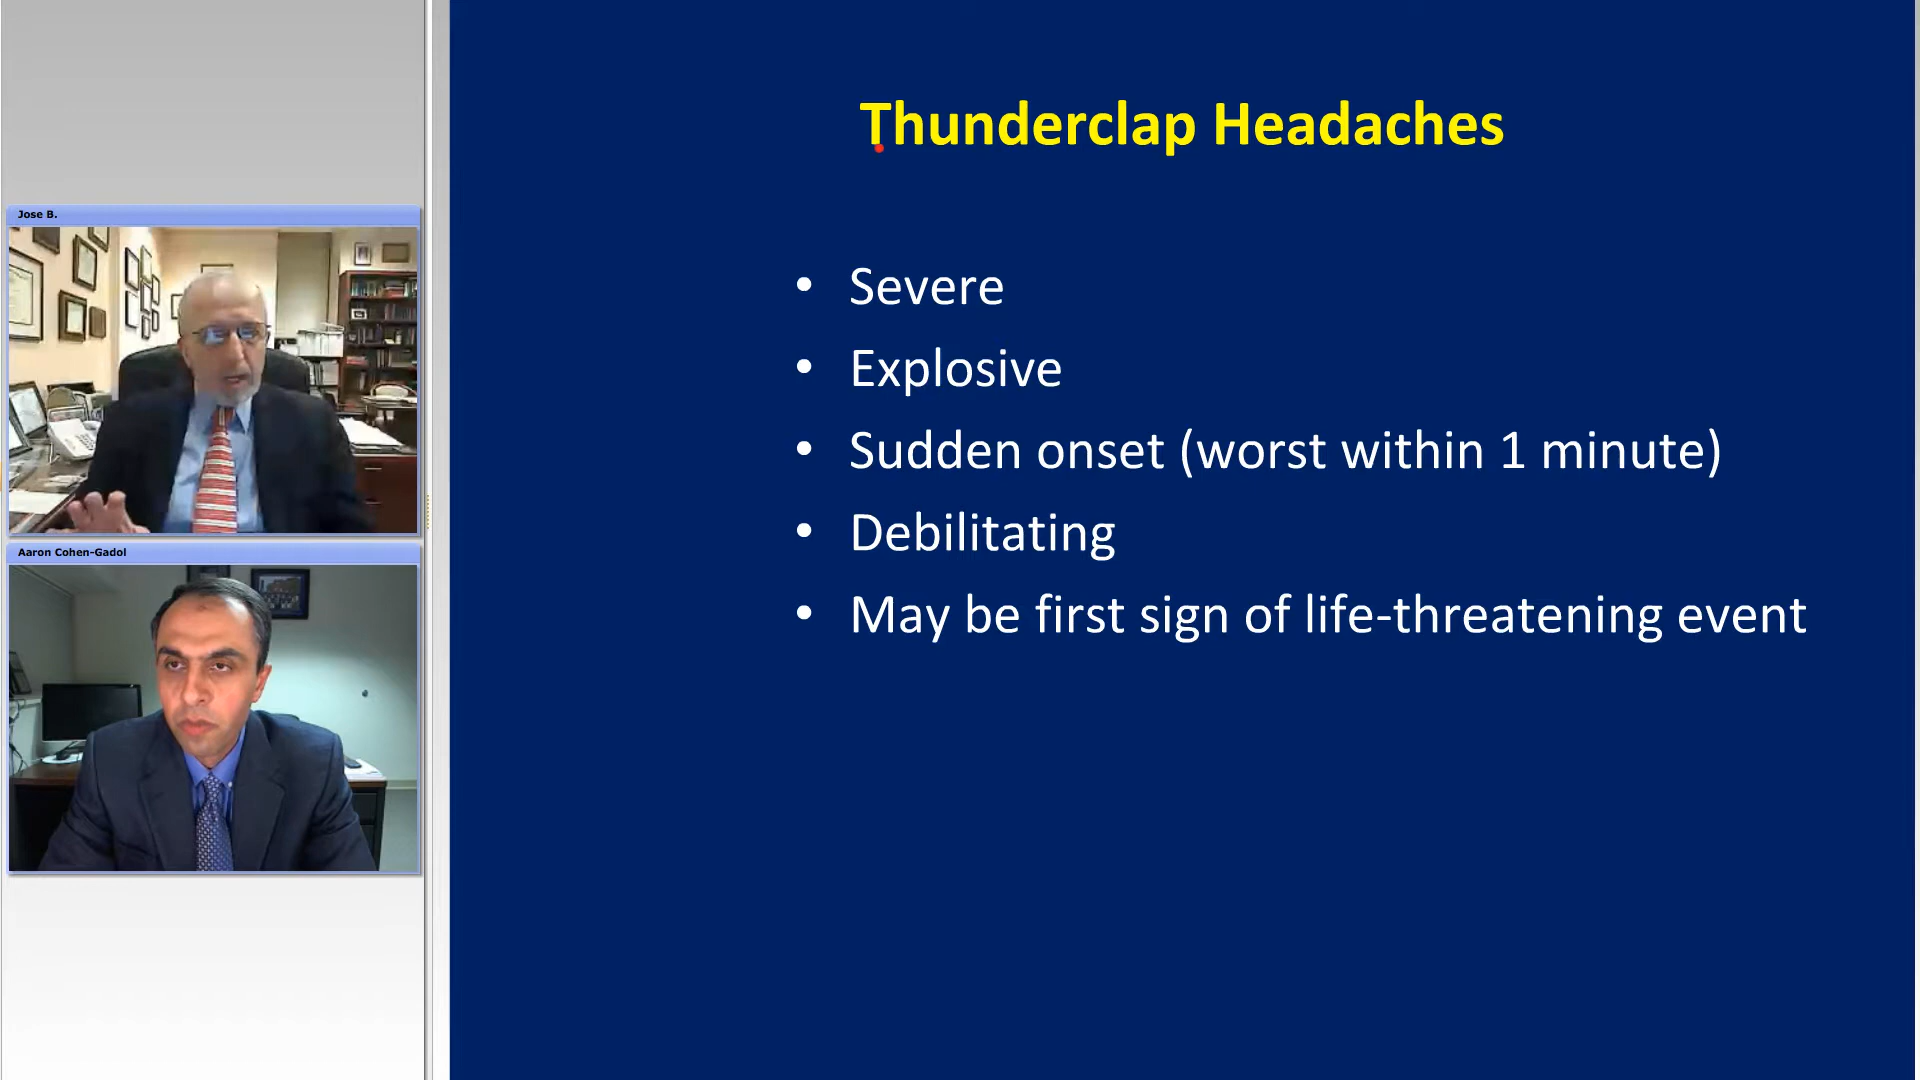 Jose B.
Aaron Cohen-Gadol
Thunderclap Headaches
• Severe
• Explosive
• Sudden onset (worst within 1 minute)
• Debilitating
• May be first sign of life-threatening event